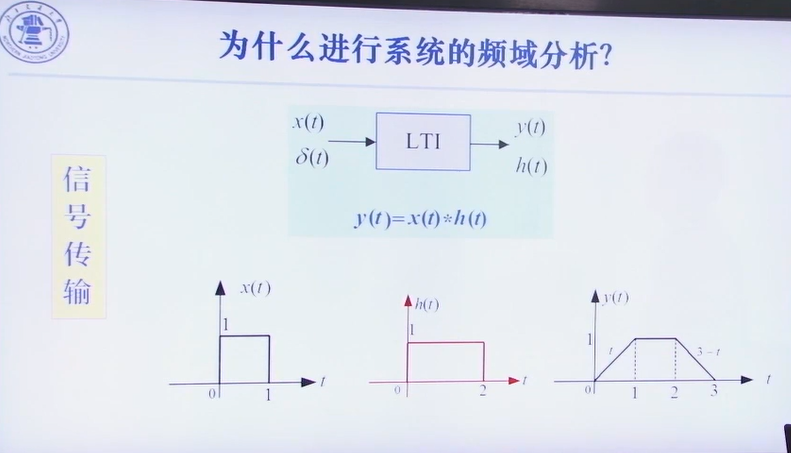 为什么进行系统的频域分析?
x(t)
δ(t)
LTI
y(t)
h(t)
y(t)=x(t)*h(t)
信号传输
x(t)
1
0
1
t
h(t)
1
0
2
t
y(t)
1
t
3-t
0
1
2
3
t